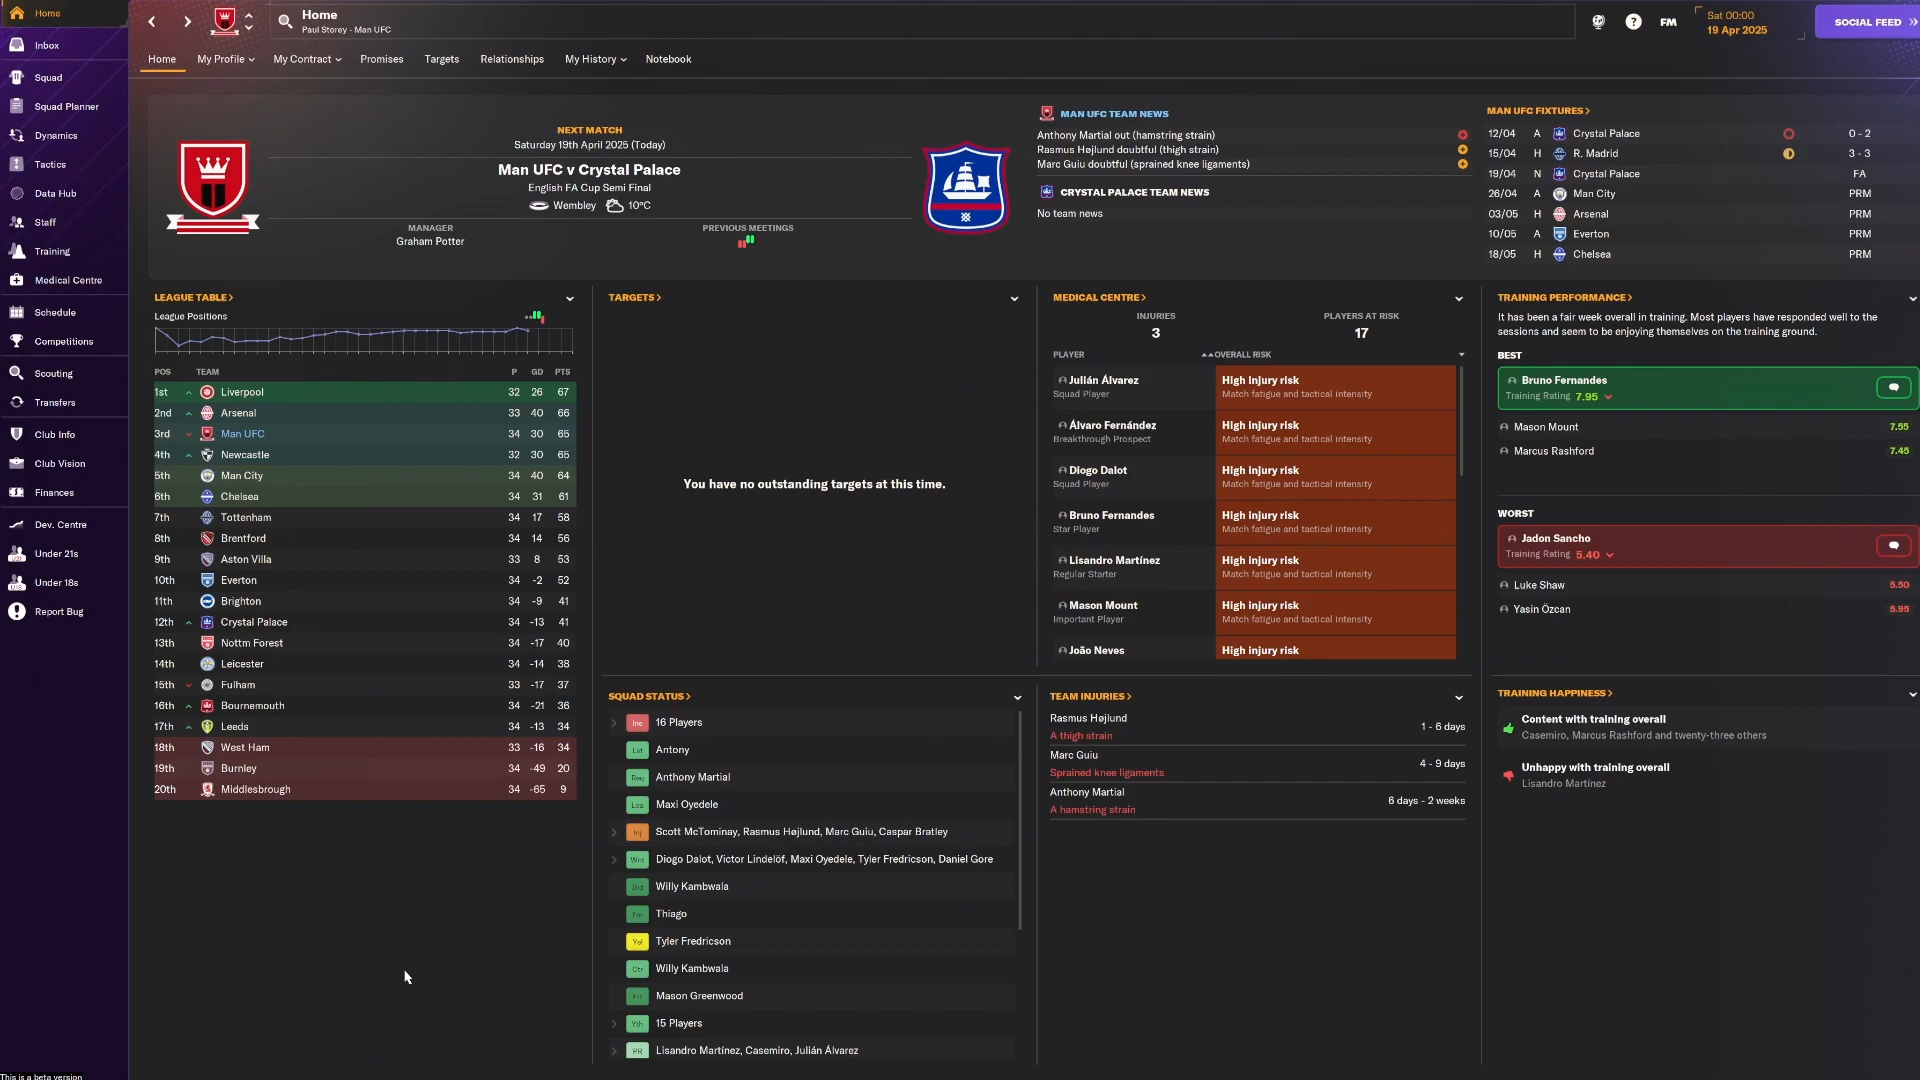 Home
Inbox
Squad
Squad Planner
Dynamics
Tactics
Data Hub
Staff
Training
Medical Centre
Schedule
Competitions
Scouting
Transfers
Club Info
Club Vision
Finances
Dev. Centre
Under 21s
Under 18s
Report Bug
This is a beta version
Home
Paul Storey - Man UFC
FM
Sat 00:00
19 Apr 2025
SOCIAL FEED
Home My Profile My Contract Promises Targets Relationships My History Notebook
NEXT MATCH
Saturday 19th April 2025 (Today)
Man UFC v Crystal Palace
English FA Cup Semi Final
Wembley 10°C
MANAGER
Graham Potter
PREVIOUS MEETINGS
MAN UFC TEAM NEWS
Anthony Martial out (hamstring strain)
Rasmus Højlund doubtful (thigh strain)
Marc Guiu doubtful (sprained knee ligaments)
CRYSTAL PALACE TEAM NEWS
No team news
MAN UFC FIXTURES >
12/04 A Crystal Palace 0 - 2
15/04 H R. Madrid 3 - 3
19/04 N Crystal Palace FA
26/04 A Man City PRM
03/05 H Arsenal PRM
10/05 A Everton PRM
18/05 H Chelsea PRM
LEAGUE TABLE >
League Positions
POS TEAM P GD PTS
1st Liverpool 32 26 67
2nd Arsenal 33 40 66
3rd Man UFC 34 30 65
4th Newcastle 32 30 65
5th Man City 34 40 64
6th Chelsea 34 31 61
7th Tottenham 34 17 58
8th Brentford 34 14 56
9th Aston Villa 33 8 53
10th Everton 34 -2 52
11th Brighton 34 -9 41
12th Crystal Palace 34 -13 41
13th Nottm Forest 34 -17 40
14th Leicester 34 -14 38
15th Fulham 33 -17 37
16th Bournemouth 34 -21 36
17th Leeds 34 -13 34
18th West Ham 33 -16 34
19th Burnley 34 -49 20
20th Middlesbrough 34 -65 9
TARGETS >
You have no outstanding targets at this time.
SQUAD STATUS >
Ine 16 Players
Lat Antony
Req Anthony Martial
Loa Maxi Oyedele
Inj Scott McTominay, Rasmus Højlund, Marc Guiu, Caspar Bratley
Wnt Diogo Dalot, Victor Lindelöf, Maxi Oyedele, Tyler Fredricson, Daniel Gore
Bid Willy Kambwala
Trn Thiago
Yel Tyler Fredricson
Ctr Willy Kambwala
Frl Mason Greenwood
Yth 15 Players
PR Lisandro Martínez, Casemiro, Julián Álvarez
MEDICAL CENTRE >
INJURIES
3
PLAYERS AT RISK
17
PLAYER OVERALL RISK
Julián Álvarez High injury risk
Squad Player Match fatigue and tactical intensity
Álvaro Fernández High injury risk
Breakthrough Prospect Match fatigue and tactical intensity
Diogo Dalot High injury risk
Squad Player Match fatigue and tactical intensity
Bruno Fernandes High injury risk
Star Player Match fatigue and tactical intensity
Lisandro Martínez High injury risk
Regular Starter Match fatigue and tactical intensity
Mason Mount High injury risk
Important Player Match fatigue and tactical intensity
João Neves High injury risk
TEAM INJURIES >
Rasmus Højlund
A thigh strain 1 - 6 days
Marc Guiu
Sprained knee ligaments 4 - 9 days
Anthony Martial
A hamstring strain 6 days - 2 weeks
TRAINING PERFORMANCE >
It has been a fair week overall in training. Most players have responded well to the
sessions and seem to be enjoying themselves on the training ground.
BEST
Bruno Fernandes
Training Rating 7.95
Mason Mount 7.55
Marcus Rashford 7.45
WORST
Jadon Sancho
Training Rating 5.40
Luke Shaw 5.50
Yasin Özcan 5.95
TRAINING HAPPINESS >
Content with training overall
Casemiro, Marcus Rashford and twenty-three others
Unhappy with training overall
Lisandro Martínez